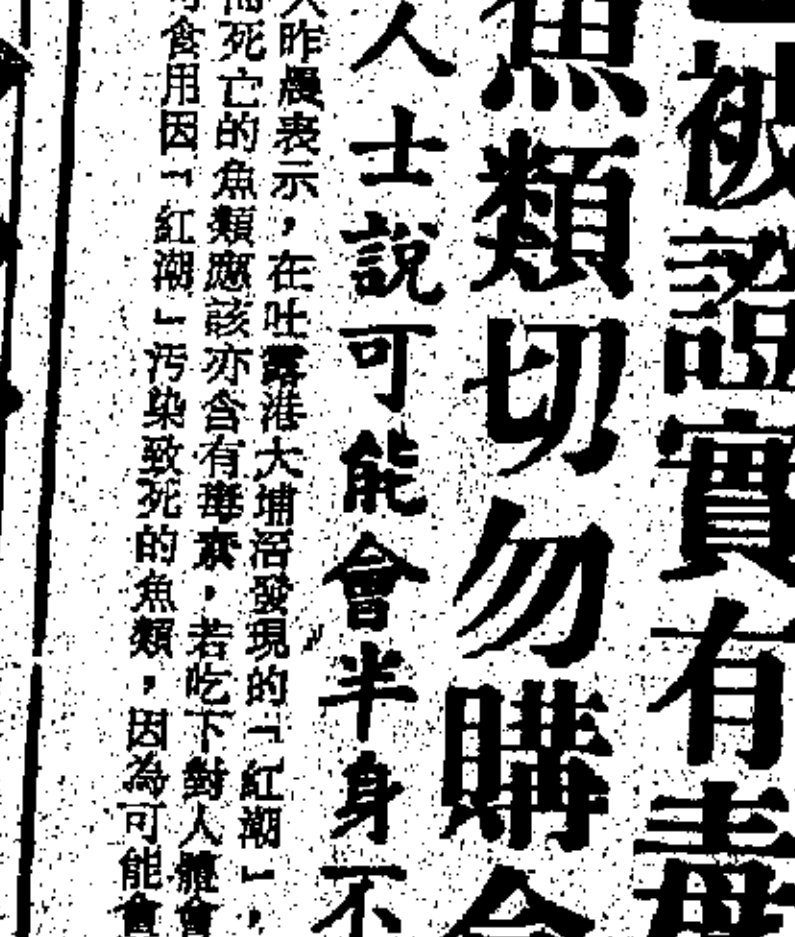 被證實有毒
魚類切勿購食
人士說可能會半身不
昨晨表示，在吐露港大埔滘發現的「紅潮」，
死亡的魚類應該亦含有毒素，若吃下對人體會
食用因「紅潮」污染致死的魚類，因為可能會